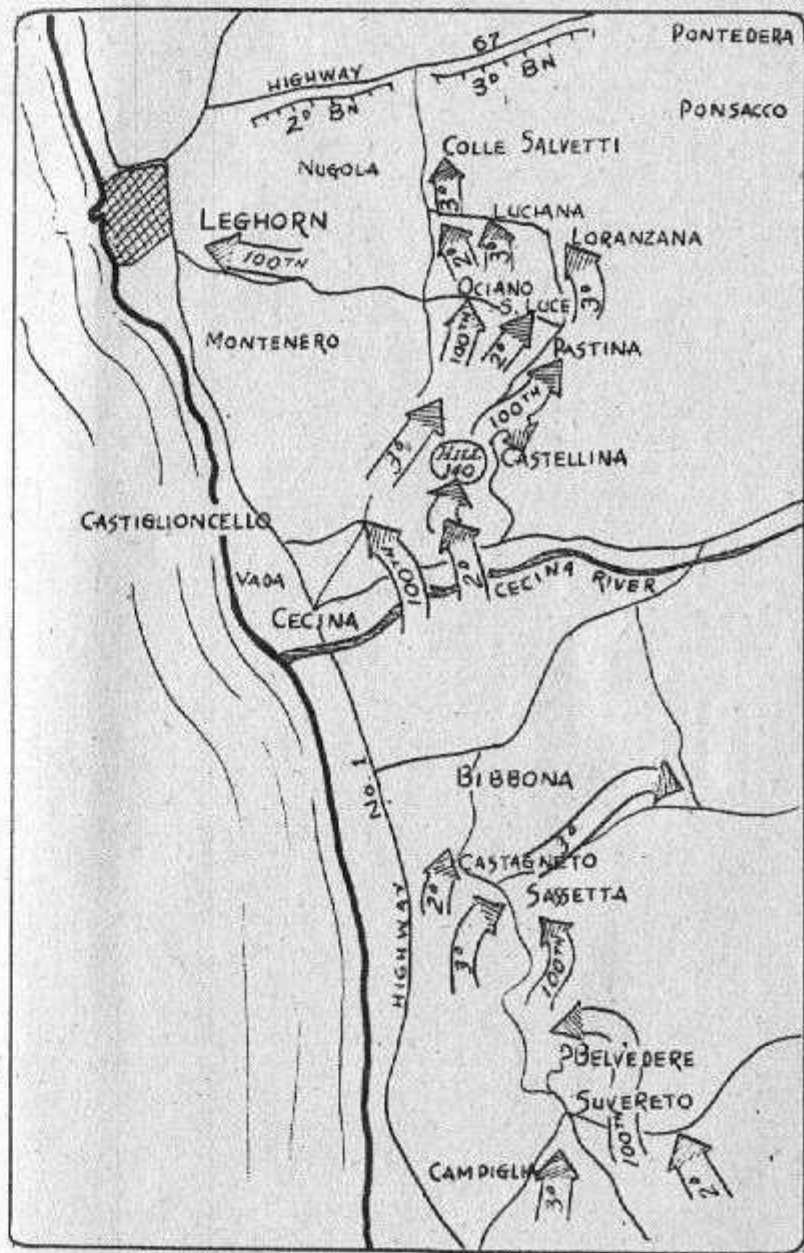 PONTEDERA
HIGHWAY 67
2D BN
3D BN
PONSACCO
COLLE SALVETTI
NUGOLA
3D
LUCIANA
LEGHORN
LORANZANA
100TH
2D
3D
3D
OCIANO
S. LUCE
MONTENERO
100TH
2D
PASTINA
3D
100TH
HILL
140
CASTELLINA
CASTIGLIONCELLO
VADA
100TH
2D
CECINA RIVER
CECINA
HIGHWAY No. 1
BIBBONA
3D
CASTAGNETO
2D
SASSETTA
3D
100TH
BELVEDERE
SUVERETO
100TH
CAMPIGLIA
3D
2D